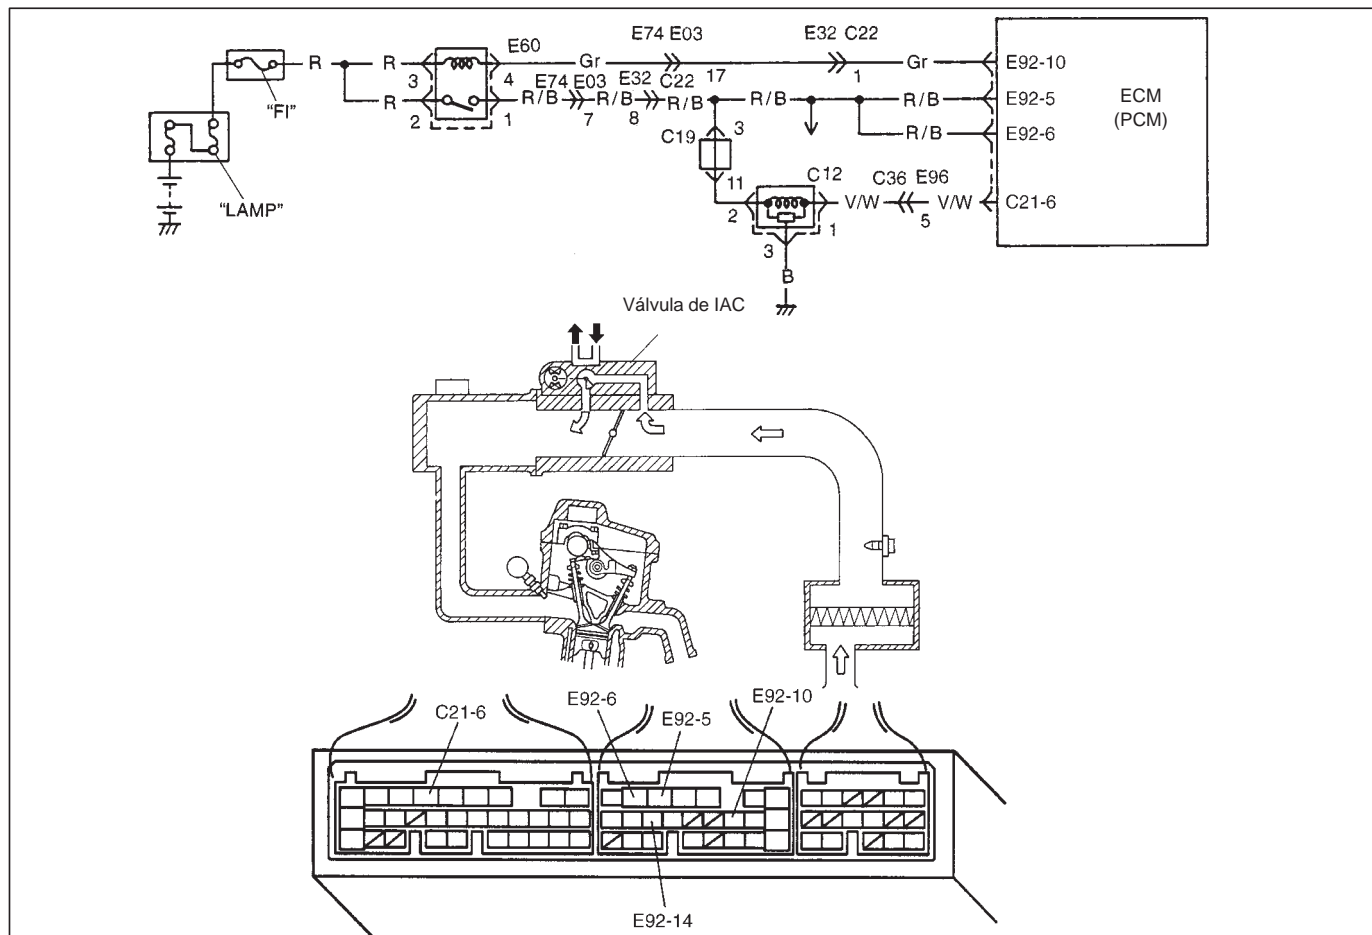 E60 E74 E03 E32 C22
R R Gr Gr E92-10
3 4 17 1
"FI" E74 E03 E32 C22
R R/B R/B R/B R/B R/B E92-5
2 1 7 8
ECM
(PCM)
C19 3 R/B E92-6
11 C12 C36 E96
"LAMP" 2 1 V/W 5 V/W C21-6
3
B
Válvula de IAC
C21-6 E92-6 E92-5 E92-10
E92-14